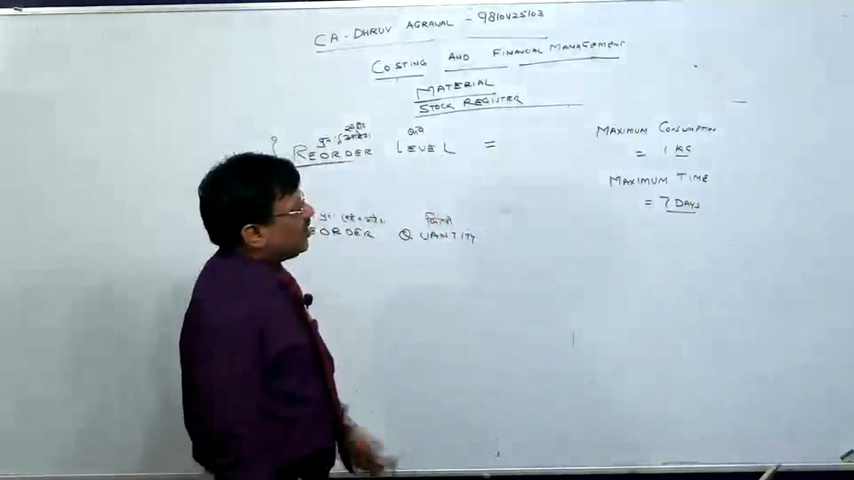 CA - DHRUV AGRAWAL - 9810425103
COSTING AND FINANCIAL MANAGEMENT
MATERIAL
STOCK REGISTER
REORDER LEVEL =
MAXIMUM CONSUMPTION
= 1 KG
MAXIMUM TIME
= 7 DAYS
EORDER QUANTITY